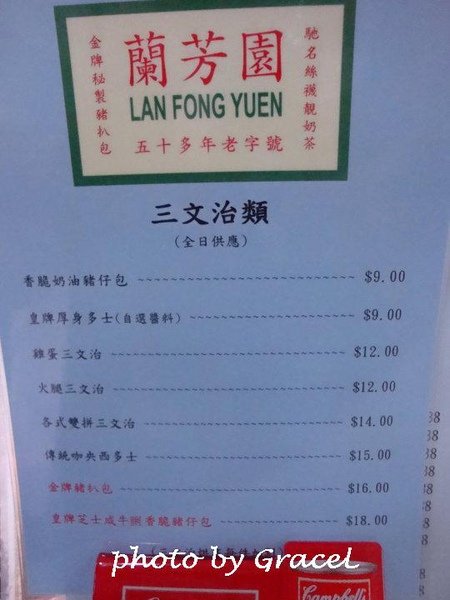 金牌秘製豬扒包
蘭芳園
LAN FONG YUEN
五十多年老字號
馳名絲襪靚奶茶
三文治類
(全日供應)
香脆奶油豬仔包 $9.00
皇牌厚身多士(自選醬料) $9.00
雞蛋三文治 $12.00
火腿三文治 $12.00
各式雙拼三文治 $14.00
傳統咖央西多士 $15.00
金牌豬扒包 $16.00
皇牌芝士咸牛脷香脆豬仔包 $18.00
photo by GraceL
Campbell's